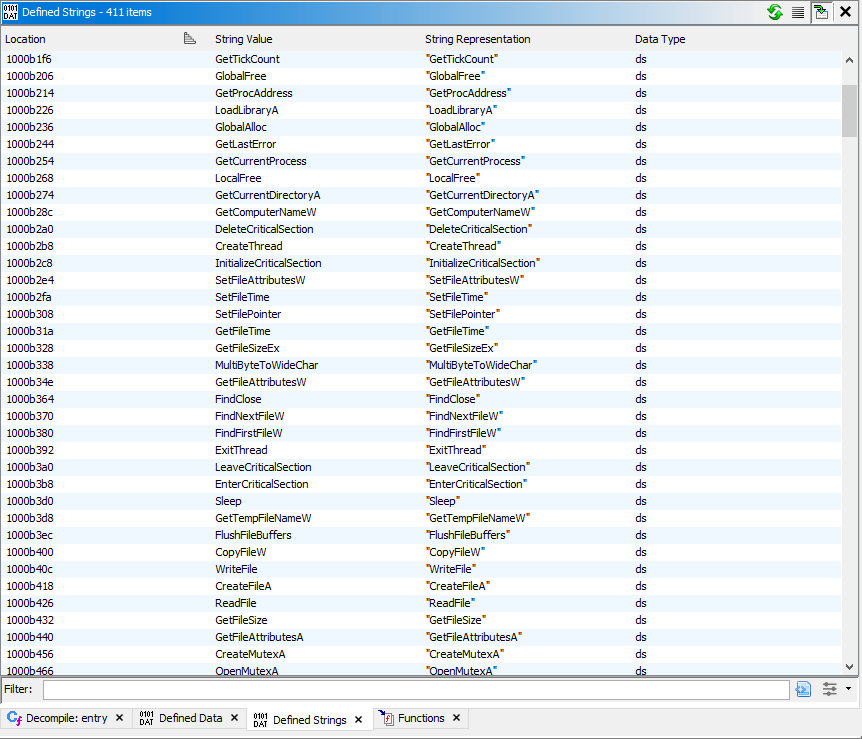 Defined Strings - 411 items
Location String Value String Representation Data Type
1000b1f6 GetTickCount "GetTickCount" ds
1000b206 GlobalFree "GlobalFree" ds
1000b214 GetProcAddress "GetProcAddress" ds
1000b226 LoadLibraryA "LoadLibraryA" ds
1000b236 GlobalAlloc "GlobalAlloc" ds
1000b244 GetLastError "GetLastError" ds
1000b254 GetCurrentProcess "GetCurrentProcess" ds
1000b268 LocalFree "LocalFree" ds
1000b274 GetCurrentDirectoryA "GetCurrentDirectoryA" ds
1000b28c GetComputerNameW "GetComputerNameW" ds
1000b2a0 DeleteCriticalSection "DeleteCriticalSection" ds
1000b2b8 CreateThread "CreateThread" ds
1000b2c8 InitializeCriticalSection "InitializeCriticalSection" ds
1000b2e4 SetFileAttributesW "SetFileAttributesW" ds
1000b2fa SetFileTime "SetFileTime" ds
1000b308 SetFilePointer "SetFilePointer" ds
1000b31a GetFileTime "GetFileTime" ds
1000b328 GetFileSizeEx "GetFileSizeEx" ds
1000b338 MultiByteToWideChar "MultiByteToWideChar" ds
1000b34e GetFileAttributesW "GetFileAttributesW" ds
1000b364 FindClose "FindClose" ds
1000b370 FindNextFileW "FindNextFileW" ds
1000b380 FindFirstFileW "FindFirstFileW" ds
1000b392 ExitThread "ExitThread" ds
1000b3a0 LeaveCriticalSection "LeaveCriticalSection" ds
1000b3b8 EnterCriticalSection "EnterCriticalSection" ds
1000b3d0 Sleep "Sleep" ds
1000b3d8 GetTempFileNameW "GetTempFileNameW" ds
1000b3ec FlushFileBuffers "FlushFileBuffers" ds
1000b400 CopyFileW "CopyFileW" ds
1000b40c WriteFile "WriteFile" ds
1000b418 CreateFileA "CreateFileA" ds
1000b426 ReadFile "ReadFile" ds
1000b432 GetFileSize "GetFileSize" ds
1000b440 GetFileAttributesA "GetFileAttributesA" ds
1000b456 CreateMutexA "CreateMutexA" ds
1000b466 OpenMutexA "OpenMutexA" ds
Filter:
Decompile: entry Defined Data Defined Strings Functions